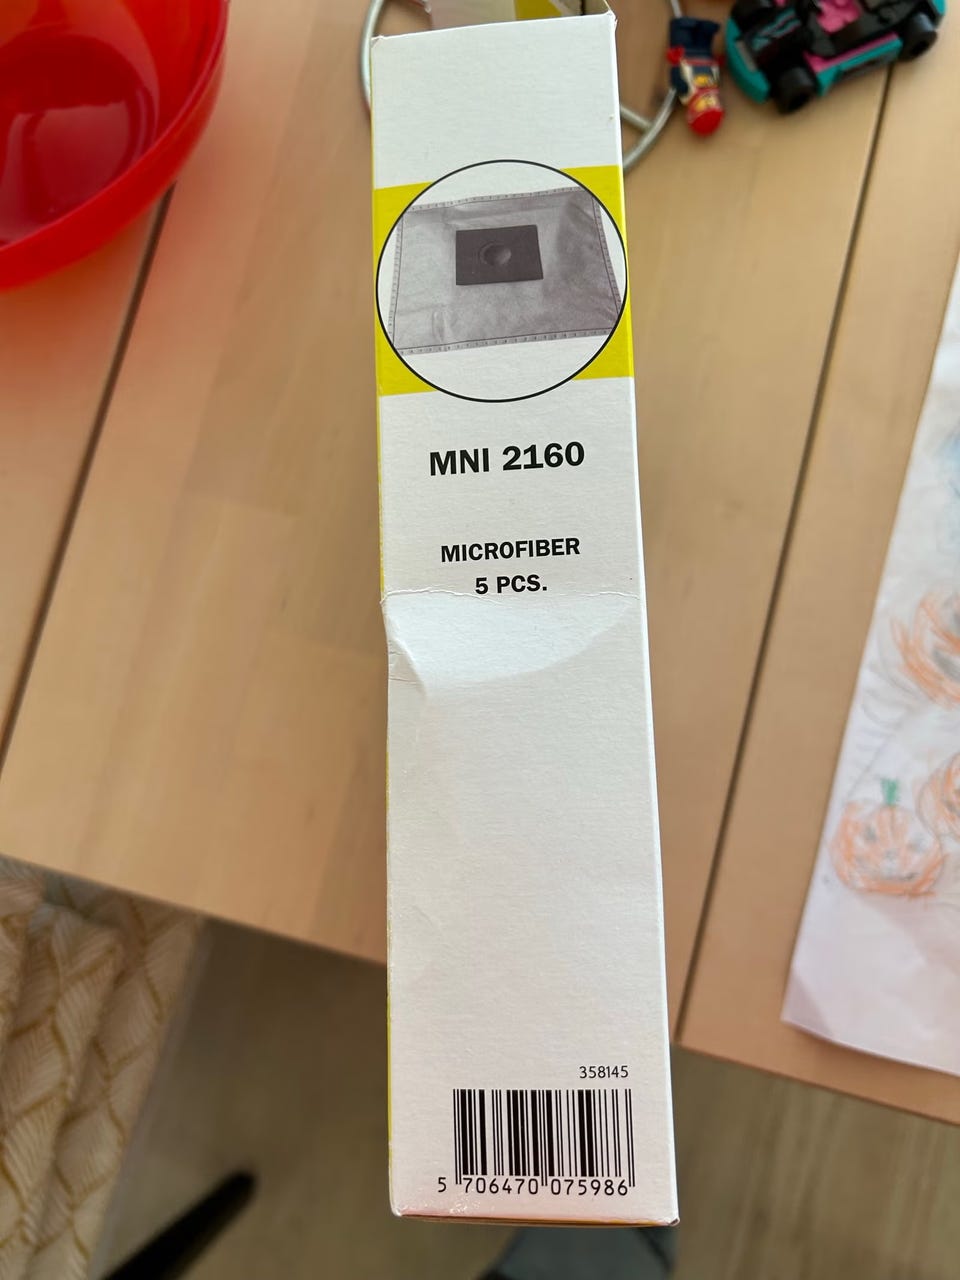 MNI 2160
MICROFIBER
5 PCS.
358145
5 706470 075986